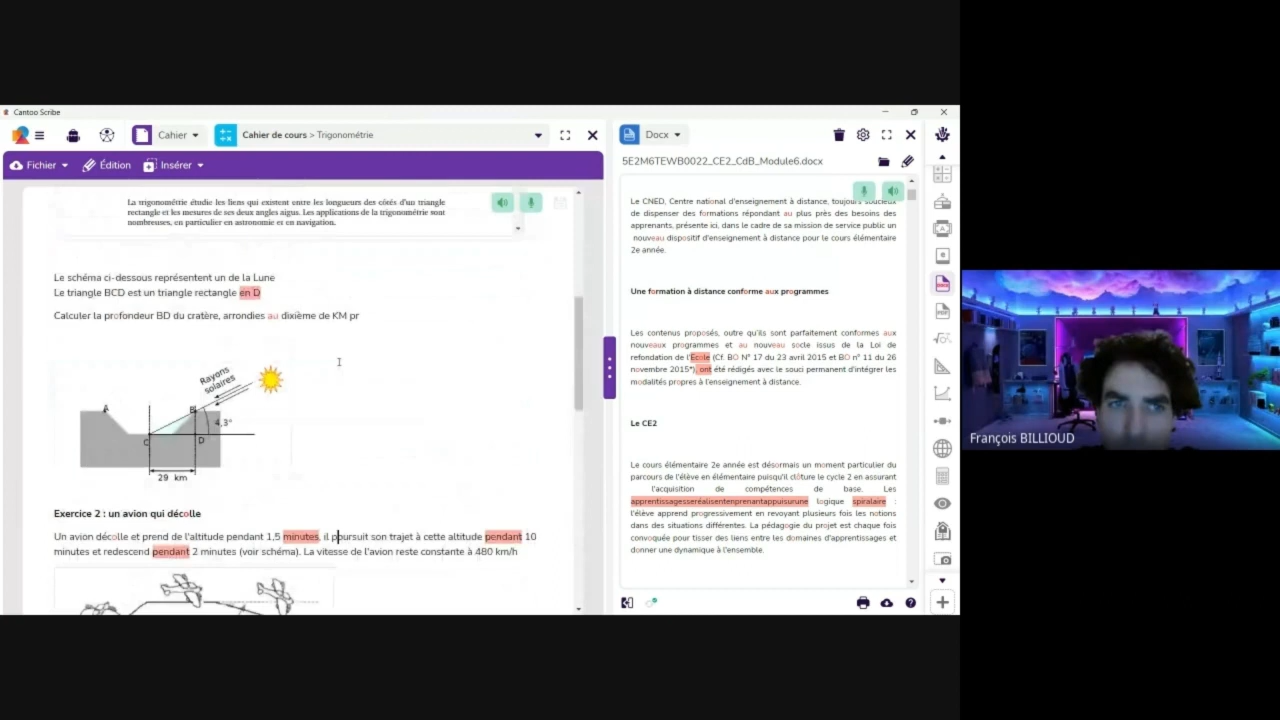 Cantoo Scribe
Cahier
Cahier de cours > Trigonométrie
Docx
Fichier
Édition
Insérer
5E2M6TEWB0022_CE2_CdB_Module6.docx
La trigonométrie étudie les liens qui existent entre les longueurs des côtés d'un triangle
rectangle et les mesures de ses deux angles aigus. Les applications de la trigonométrie sont
nombreuses, en particulier en astronomie et en navigation.
Le schéma ci-dessous représentent un de la Lune
Le triangle BCD est un triangle rectangle en D
Calculer la profondeur BD du cratère, arrondies au dixième de KM pr
Rayons
solaires
A
B
4,3°
C
D
29 km
Exercice 2 : un avion qui décolle
Un avion décolle et prend de l'altitude pendant 1,5 minutes, il poursuit son trajet à cette altitude pendant 10
minutes et redescend pendant 2 minutes (voir schéma). La vitesse de l'avion reste constante à 480 km/h
Le CNED, Centre national d'enseignement à distance, toujours soucieux
de dispenser des formations répondant au plus près des besoins des
apprenants, présente ici, dans le cadre de sa mission de service public un
nouveau dispositif d'enseignement à distance pour le cours élémentaire
2e année.
Une formation à distance conforme aux programmes
Les contenus proposés, outre qu'ils sont parfaitement conformes aux
nouveaux programmes et au nouveau socle issus de la Loi de
refondation de l'Ecole (Cf. BO N° 17 du 23 avril 2015 et BO n° 11 du 26
novembre 2015*), ont été rédigés avec le souci permanent d'intégrer les
modalités propres à l'enseignement à distance.
Le CE2
Le cours élémentaire 2e année est désormais un moment particulier du
parcours de l'élève en élémentaire puisqu'il clôture le cycle 2 en assurant
l'acquisition de compétences de base. Les
apprentissagesseréalisentenprenantappuisurune logique spiralaire :
l'élève apprend progressivement en revoyant plusieurs fois les notions
dans des situations différentes. La pédagogie du projet est chaque fois
convoquée pour tisser des liens entre les domaines d'apprentissages et
donner une dynamique à l'ensemble.
François BILLIOUD